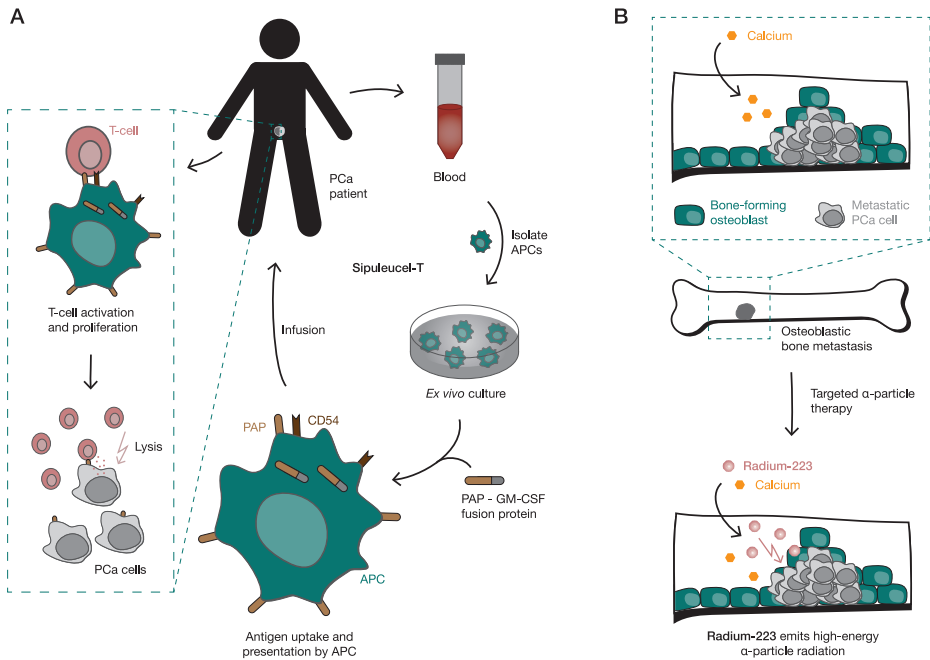 A
PCa
patient
Blood
Isolate
APCs
Sipuleucel-T
Ex vivo culture
PAP - GM-CSF
fusion protein
PAP
CD54
APC
Antigen uptake and
presentation by APC
Infusion
T-cell
T-cell activation
and proliferation
Lysis
PCa cells
B
Calcium
Bone-forming
osteoblast
Metastatic
PCa cell
Osteoblastic
bone metastasis
Targeted α-particle
therapy
Radium-223
Calcium
Radium-223 emits high-energy
α-particle radiation